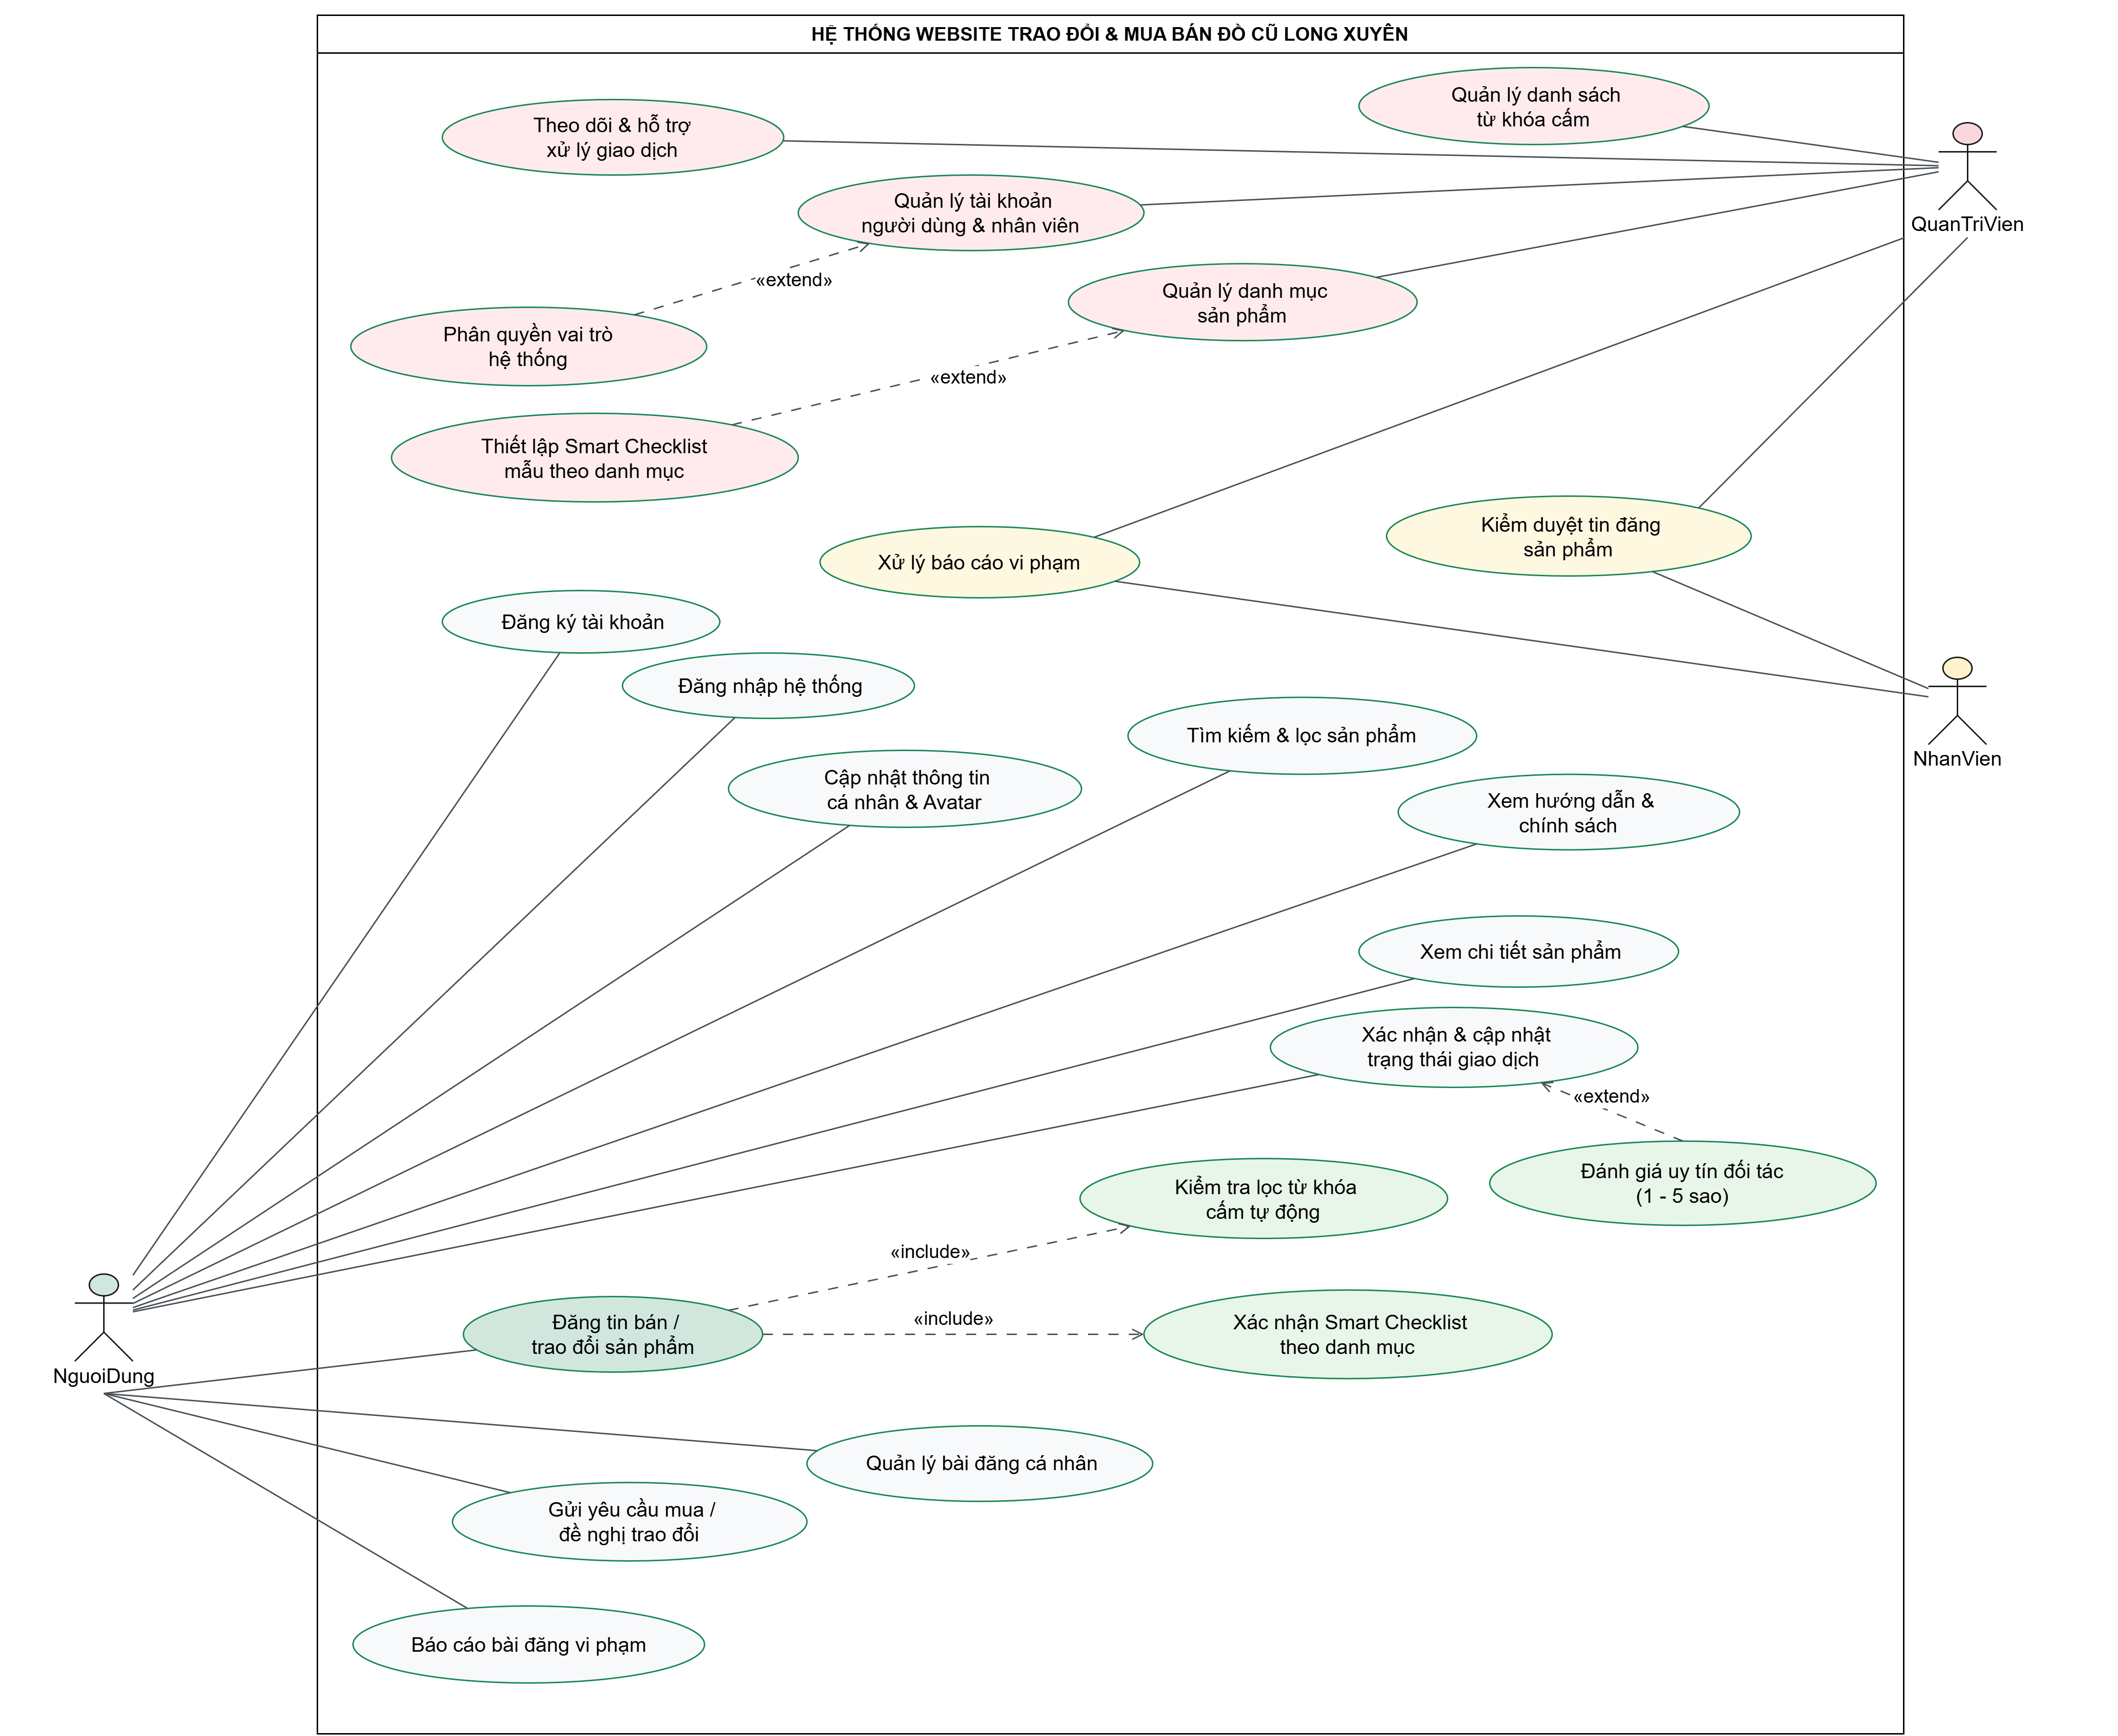 HỆ THỐNG WEBSITE TRAO ĐỔI & MUA BÁN ĐỒ CŨ LONG XUYÊN
Quản lý danh sách
từ khóa cấm
Theo dõi & hỗ trợ
xử lý giao dịch
Quản lý tài khoản
người dùng & nhân viên
QuanTriVien
«extend»
Quản lý danh mục
sản phẩm
Phân quyền vai trò
hệ thống
«extend»
Thiết lập Smart Checklist
mẫu theo danh mục
Kiểm duyệt tin đăng
sản phẩm
Xử lý báo cáo vi phạm
Đăng ký tài khoản
Đăng nhập hệ thống
Tìm kiếm & lọc sản phẩm
NhanVien
Cập nhật thông tin
cá nhân & Avatar
Xem hướng dẫn &
chính sách
Xem chi tiết sản phẩm
Xác nhận & cập nhật
trạng thái giao dịch
«extend»
Đánh giá uy tín đối tác
(1 - 5 sao)
Kiểm tra lọc từ khóa
cấm tự động
«include»
Đăng tin bán /
trao đổi sản phẩm
«include»
Xác nhận Smart Checklist
theo danh mục
NguoiDung
Quản lý bài đăng cá nhân
Gửi yêu cầu mua /
đề nghị trao đổi
Báo cáo bài đăng vi phạm